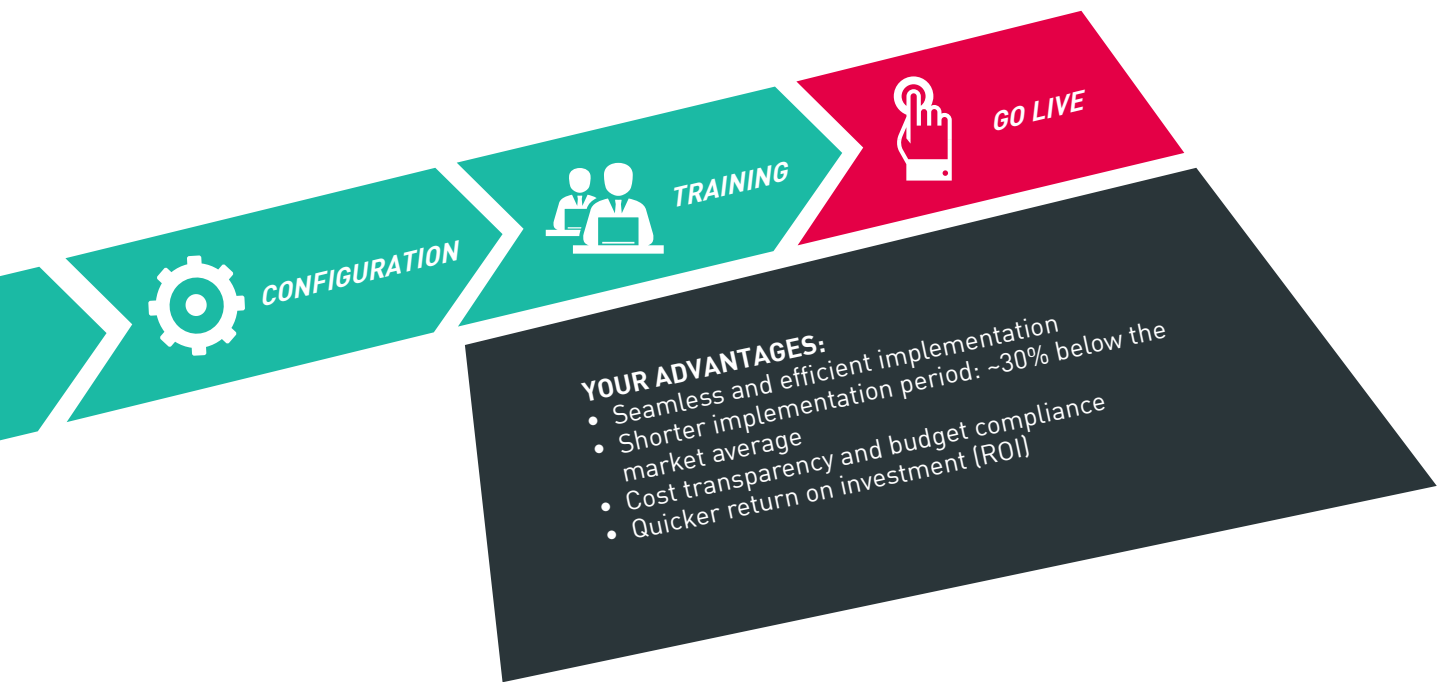 CONFIGURATION
TRAINING
GO LIVE
YOUR ADVANTAGES:
• Seamless and efficient implementation
• Shorter implementation period: ~30% below the
market average
• Cost transparency and budget compliance
• Quicker return on investment (ROI)